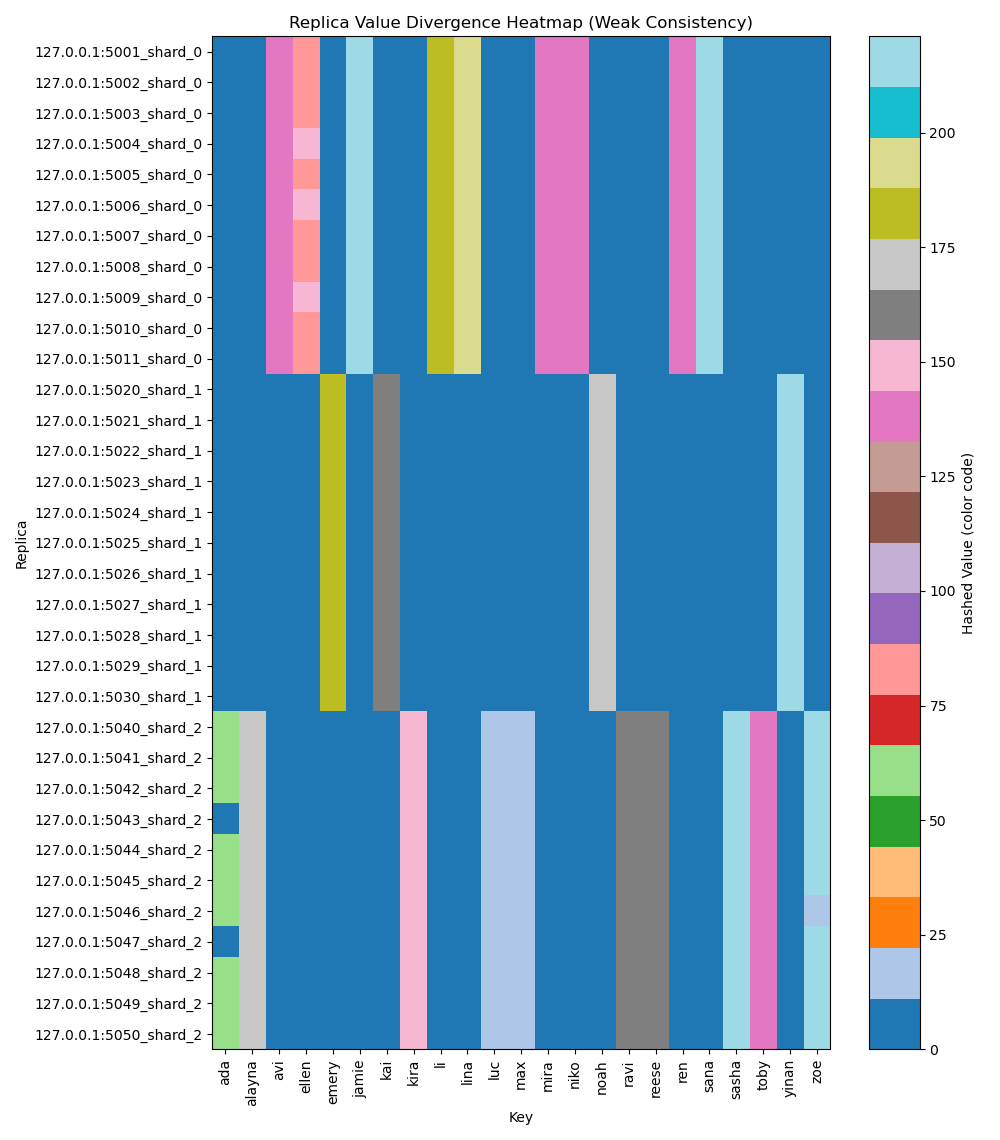 Replica Value Divergence Heatmap (Weak Consistency)
127.0.0.1:5001_shard_0
127.0.0.1:5002_shard_0
127.0.0.1:5003_shard_0
127.0.0.1:5004_shard_0
127.0.0.1:5005_shard_0
127.0.0.1:5006_shard_0
127.0.0.1:5007_shard_0
127.0.0.1:5008_shard_0
127.0.0.1:5009_shard_0
127.0.0.1:5010_shard_0
127.0.0.1:5011_shard_0
127.0.0.1:5020_shard_1
127.0.0.1:5021_shard_1
127.0.0.1:5022_shard_1
127.0.0.1:5023_shard_1
127.0.0.1:5024_shard_1
127.0.0.1:5025_shard_1
127.0.0.1:5026_shard_1
127.0.0.1:5027_shard_1
127.0.0.1:5028_shard_1
127.0.0.1:5029_shard_1
127.0.0.1:5030_shard_1
127.0.0.1:5040_shard_2
127.0.0.1:5041_shard_2
127.0.0.1:5042_shard_2
127.0.0.1:5043_shard_2
127.0.0.1:5044_shard_2
127.0.0.1:5045_shard_2
127.0.0.1:5046_shard_2
127.0.0.1:5047_shard_2
127.0.0.1:5048_shard_2
127.0.0.1:5049_shard_2
127.0.0.1:5050_shard_2
Replica
ada
alayna
avi
ellen
emery
jamie
kai
kira
li
lina
luc
max
mira
niko
noah
ravi
reese
ren
sana
sasha
toby
yinan
zoe
Key
200
175
150
125
100
75
50
25
0
Hashed Value (color code)